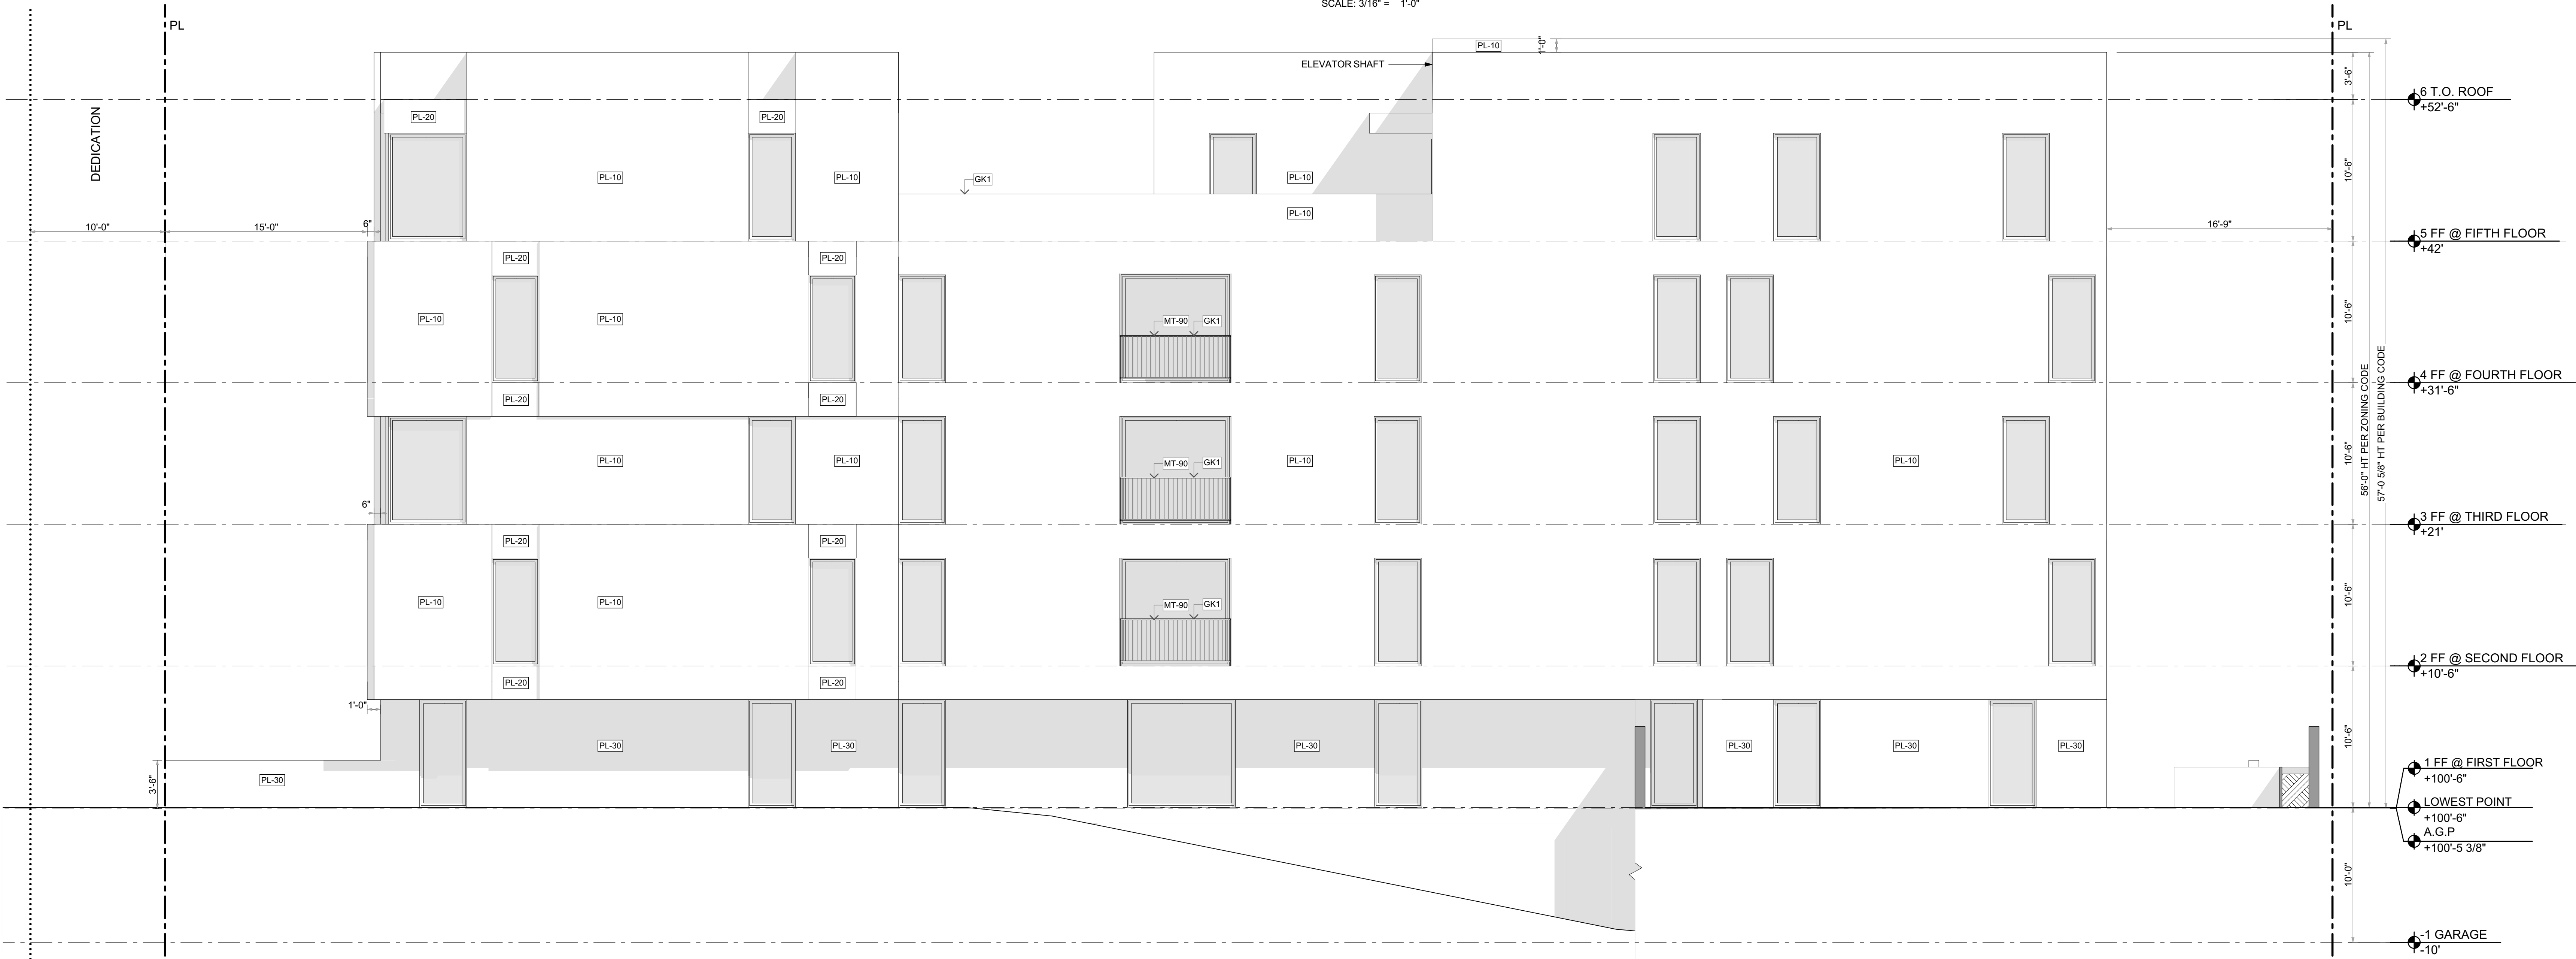 SCALE: 3/16" = 1'-0"
PL
PL
PL-10
1'-0"
ELEVATOR SHAFT
3'-6"
6 T.O. ROOF
+52'-6"
DEDICATION
PL-20
PL-20
10'-6"
PL-10
PL-10
GK1
PL-10
PL-10
10'-0"
15'-0"
6"
16'-9"
5 FF @ FIFTH FLOOR
+42'
PL-20
PL-20
PL-10
PL-10
MT-90
GK1
10'-6"
56'-0" HT PER ZONING CODE
57'-0 5/8" HT PER BUILDING CODE
4 FF @ FOURTH FLOOR
+31'-6"
PL-20
PL-20
PL-10
PL-10
MT-90
GK1
PL-10
PL-10
10'-6"
6"
3 FF @ THIRD FLOOR
+21'
PL-20
PL-20
PL-10
PL-10
MT-90
GK1
10'-6"
2 FF @ SECOND FLOOR
+10'-6"
PL-20
PL-20
1'-0"
PL-30
PL-30
PL-30
PL-30
PL-30
PL-30
10'-6"
3'-6"
PL-30
1 FF @ FIRST FLOOR
+100'-6"
LOWEST POINT
+100'-6"
A.G.P
+100'-5 3/8"
10'-0"
-1 GARAGE
-10'